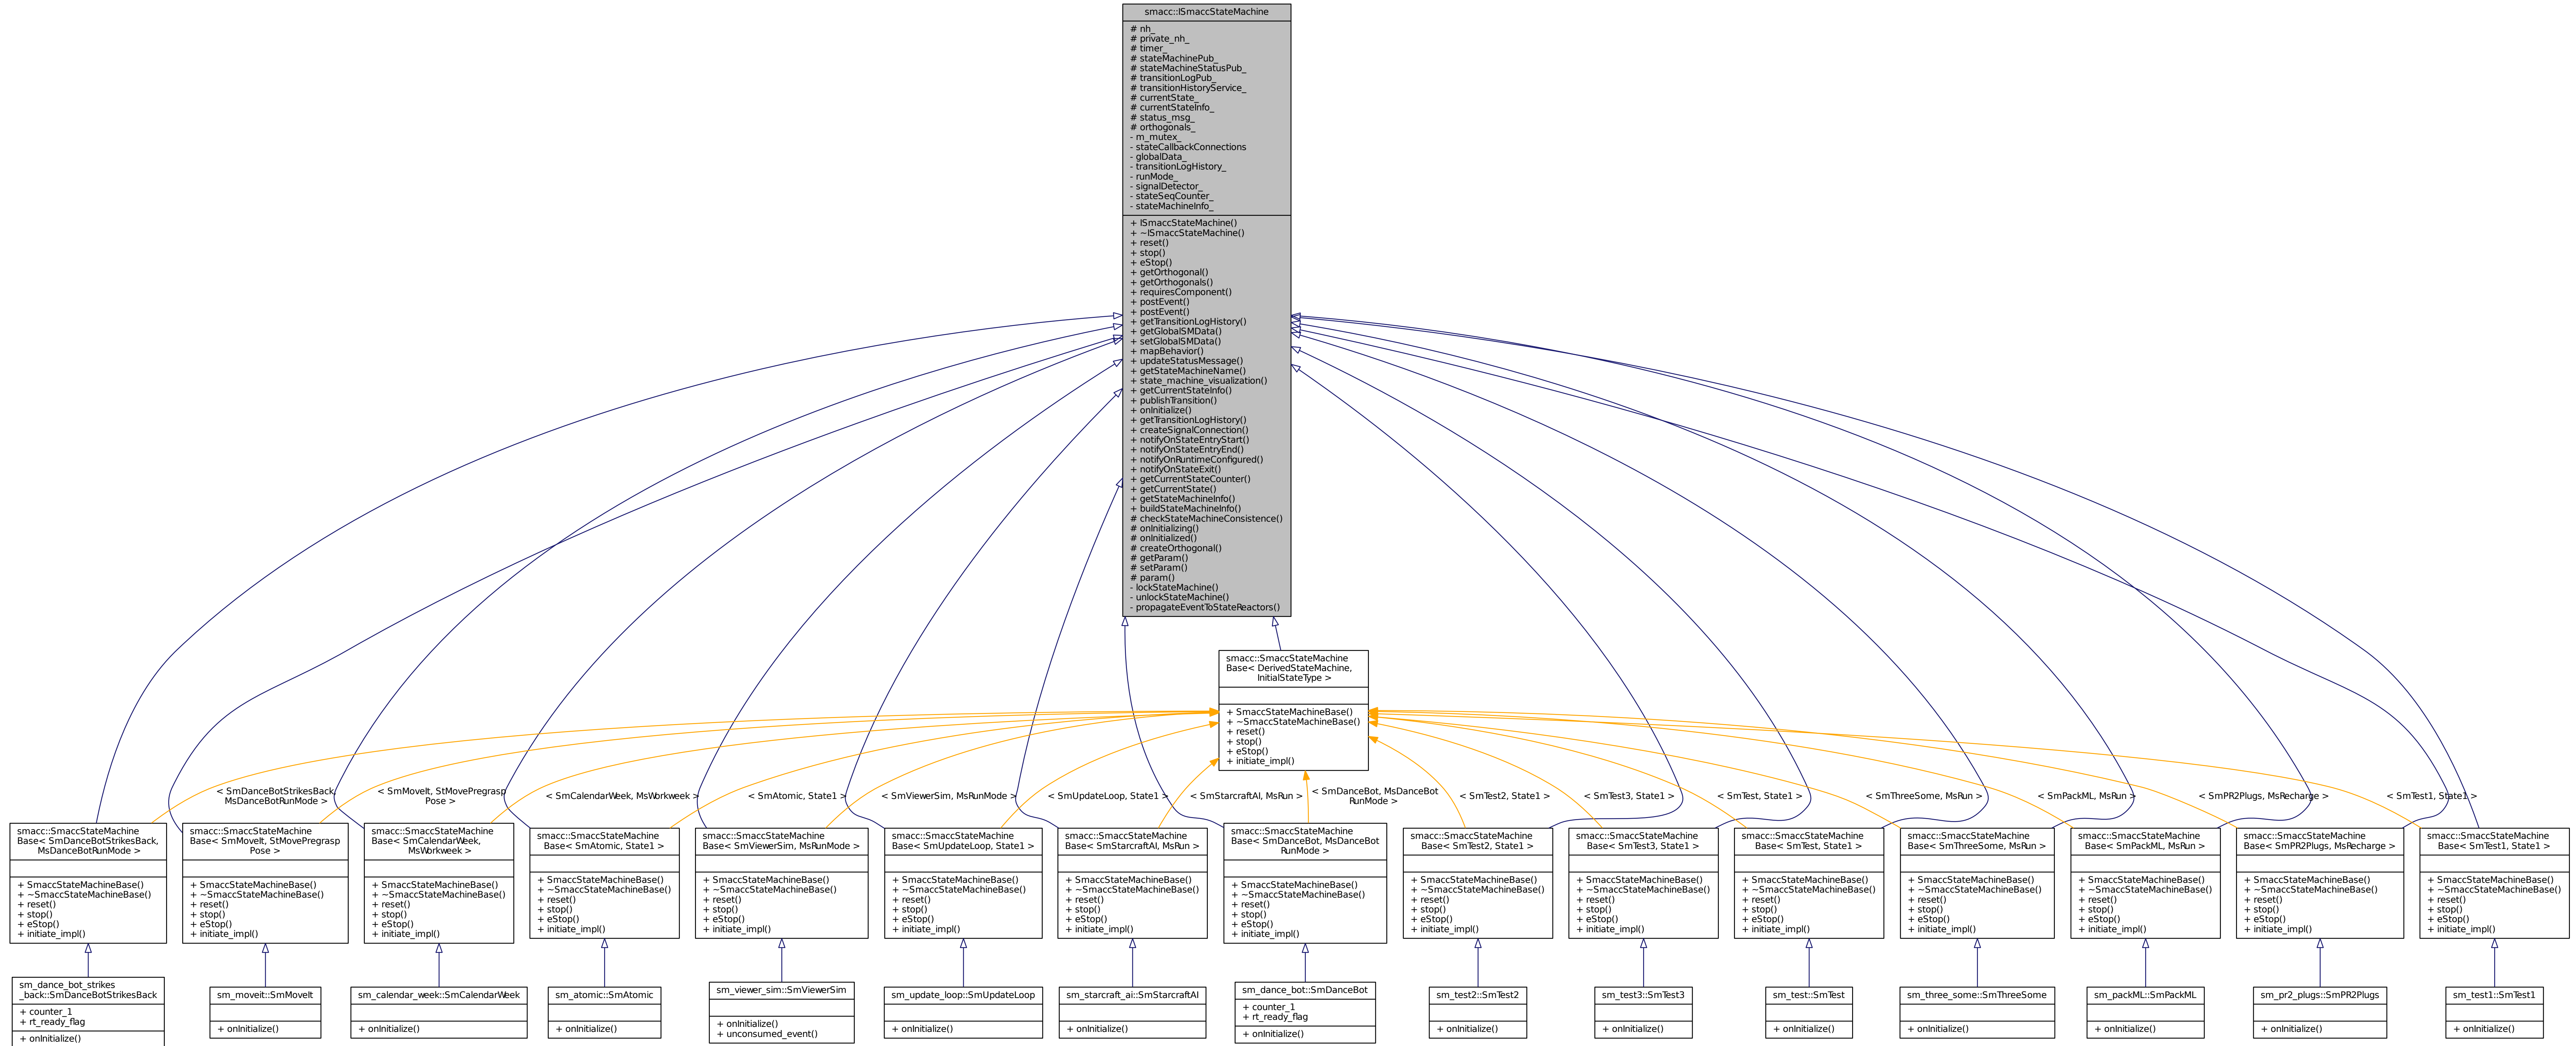 smacc::ISmaccStateMachine
# nh_
# private_nh_
# timer_
# stateMachinePub_
# stateMachineStatusPub_
# transitionLogPub_
# transitionHistoryService_
# currentState_
# currentStateInfo_
# status_msg_
# orthogonals_
- m_mutex_
- stateCallbackConnections
- globalData_
- transitionLogHistory_
- runMode_
- signalDetector_
- stateSeqCounter_
- stateMachineInfo_
+ ISmaccStateMachine()
+ ~ISmaccStateMachine()
+ reset()
+ stop()
+ eStop()
+ getOrthogonal()
+ getOrthogonals()
+ requiresComponent()
+ postEvent()
+ postEvent()
+ getTransitionLogHistory()
+ getGlobalSMData()
+ setGlobalSMData()
+ mapBehavior()
+ updateStatusMessage()
+ getStateMachineName()
+ state_machine_visualization()
+ getCurrentStateInfo()
+ publishTransition()
+ onInitialize()
+ getTransitionLogHistory()
+ createSignalConnection()
+ notifyOnStateEntryStart()
+ notifyOnStateEntryEnd()
+ notifyOnRuntimeConfigured()
+ notifyOnStateExit()
+ getCurrentStateCounter()
+ getCurrentState()
+ getStateMachineInfo()
+ buildStateMachineInfo()
# checkStateMachineConsistence()
# onInitializing()
# onInitialized()
# createOrthogonal()
# getParam()
# setParam()
# param()
- lockStateMachine()
- unlockStateMachine()
- propagateEventToStateReactors()
smacc::SmaccStateMachine
Base< DerivedStateMachine,
InitialStateType >
+ SmaccStateMachineBase()
+ ~SmaccStateMachineBase()
+ reset()
+ stop()
+ eStop()
+ initiate_impl()
< SmDanceBotStrikesBack,
MsDanceBotRunMode >
< SmMoveIt, StMovePregrasp
Pose >
< SmCalendarWeek, MsWorkweek >
< SmAtomic, State1 >
< SmViewerSim, MsRunMode >
< SmUpdateLoop, State1 >
< SmStarcraftAI, MsRun >
< SmDanceBot, MsDanceBot
RunMode >
< SmTest2, State1 >
< SmTest3, State1 >
< SmTest, State1 >
< SmThreeSome, MsRun >
< SmPackML, MsRun >
< SmPR2Plugs, MsRecharge >
< SmTest1, State1 >
smacc::SmaccStateMachine
Base< SmDanceBotStrikesBack,
MsDanceBotRunMode >
+ SmaccStateMachineBase()
+ ~SmaccStateMachineBase()
+ reset()
+ stop()
+ eStop()
+ initiate_impl()
smacc::SmaccStateMachine
Base< SmMoveIt, StMovePregrasp
Pose >
+ SmaccStateMachineBase()
+ ~SmaccStateMachineBase()
+ reset()
+ stop()
+ eStop()
+ initiate_impl()
smacc::SmaccStateMachine
Base< SmCalendarWeek,
MsWorkweek >
+ SmaccStateMachineBase()
+ ~SmaccStateMachineBase()
+ reset()
+ stop()
+ eStop()
+ initiate_impl()
smacc::SmaccStateMachine
Base< SmAtomic, State1 >
+ SmaccStateMachineBase()
+ ~SmaccStateMachineBase()
+ reset()
+ stop()
+ eStop()
+ initiate_impl()
smacc::SmaccStateMachine
Base< SmViewerSim, MsRunMode >
+ SmaccStateMachineBase()
+ ~SmaccStateMachineBase()
+ reset()
+ stop()
+ eStop()
+ initiate_impl()
smacc::SmaccStateMachine
Base< SmUpdateLoop, State1 >
+ SmaccStateMachineBase()
+ ~SmaccStateMachineBase()
+ reset()
+ stop()
+ eStop()
+ initiate_impl()
smacc::SmaccStateMachine
Base< SmStarcraftAI, MsRun >
+ SmaccStateMachineBase()
+ ~SmaccStateMachineBase()
+ reset()
+ stop()
+ eStop()
+ initiate_impl()
smacc::SmaccStateMachine
Base< SmDanceBot, MsDanceBot
RunMode >
+ SmaccStateMachineBase()
+ ~SmaccStateMachineBase()
+ reset()
+ stop()
+ eStop()
+ initiate_impl()
smacc::SmaccStateMachine
Base< SmTest2, State1 >
+ SmaccStateMachineBase()
+ ~SmaccStateMachineBase()
+ reset()
+ stop()
+ eStop()
+ initiate_impl()
smacc::SmaccStateMachine
Base< SmTest3, State1 >
+ SmaccStateMachineBase()
+ ~SmaccStateMachineBase()
+ reset()
+ stop()
+ eStop()
+ initiate_impl()
smacc::SmaccStateMachine
Base< SmTest, State1 >
+ SmaccStateMachineBase()
+ ~SmaccStateMachineBase()
+ reset()
+ stop()
+ eStop()
+ initiate_impl()
smacc::SmaccStateMachine
Base< SmThreeSome, MsRun >
+ SmaccStateMachineBase()
+ ~SmaccStateMachineBase()
+ reset()
+ stop()
+ eStop()
+ initiate_impl()
smacc::SmaccStateMachine
Base< SmPackML, MsRun >
+ SmaccStateMachineBase()
+ ~SmaccStateMachineBase()
+ reset()
+ stop()
+ eStop()
+ initiate_impl()
smacc::SmaccStateMachine
Base< SmPR2Plugs, MsRecharge >
+ SmaccStateMachineBase()
+ ~SmaccStateMachineBase()
+ reset()
+ stop()
+ eStop()
+ initiate_impl()
smacc::SmaccStateMachine
Base< SmTest1, State1 >
+ SmaccStateMachineBase()
+ ~SmaccStateMachineBase()
+ reset()
+ stop()
+ eStop()
+ initiate_impl()
sm_dance_bot_strikes
_back::SmDanceBotStrikesBack
+ counter_1
+ rt_ready_flag
+ onInitialize()
sm_moveit::SmMoveIt
+ onInitialize()
sm_calendar_week::SmCalendarWeek
+ onInitialize()
sm_atomic::SmAtomic
+ onInitialize()
sm_viewer_sim::SmViewerSim
+ onInitialize()
+ unconsumed_event()
sm_update_loop::SmUpdateLoop
+ onInitialize()
sm_starcraft_ai::SmStarcraftAI
+ onInitialize()
sm_dance_bot::SmDanceBot
+ counter_1
+ rt_ready_flag
+ onInitialize()
sm_test2::SmTest2
+ onInitialize()
sm_test3::SmTest3
+ onInitialize()
sm_test::SmTest
+ onInitialize()
sm_three_some::SmThreeSome
+ onInitialize()
sm_packML::SmPackML
+ onInitialize()
sm_pr2_plugs::SmPR2Plugs
+ onInitialize()
sm_test1::SmTest1
+ onInitialize()